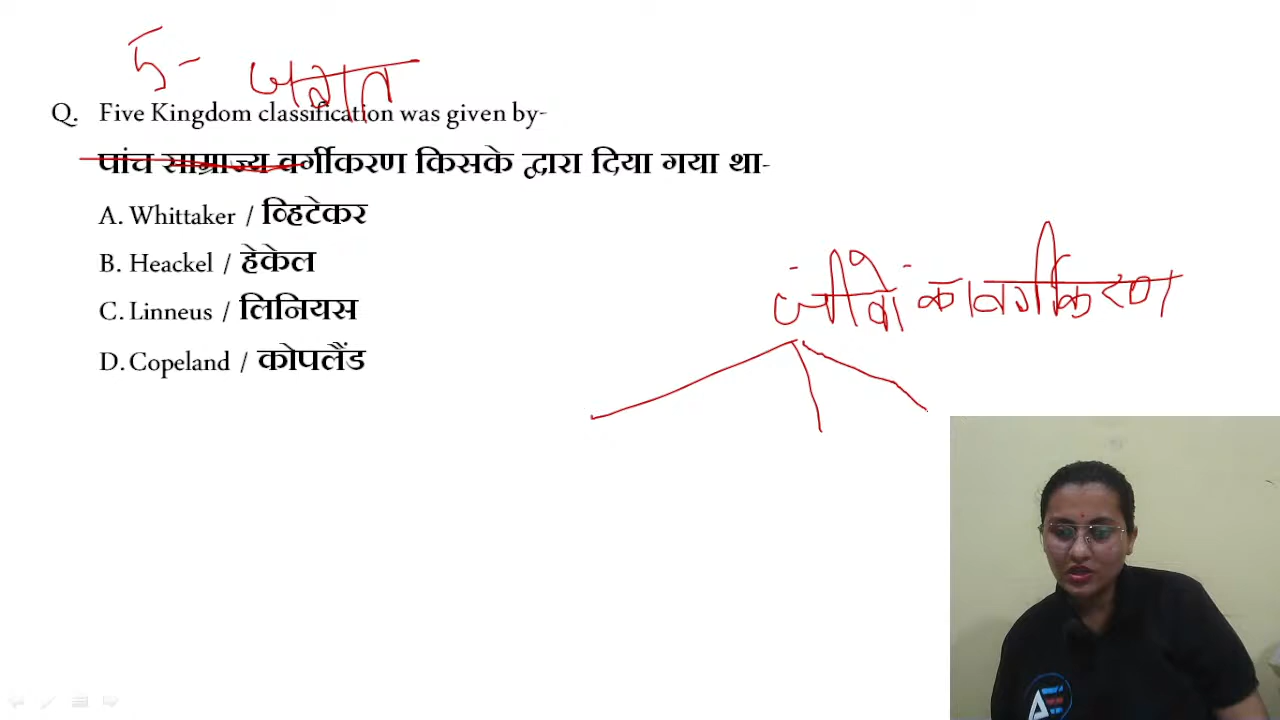 5- जगत
Q. Five Kingdom classification was given by-
पांच साम्राज्य वर्गीकरण किसके द्वारा दिया गया था-
A. Whittaker / व्हिटेकर
B. Heackel / हेकेल
C. Linneus / लिनियस
D. Copeland / कोपलैंड
जीवों का वर्गीकरण
AE